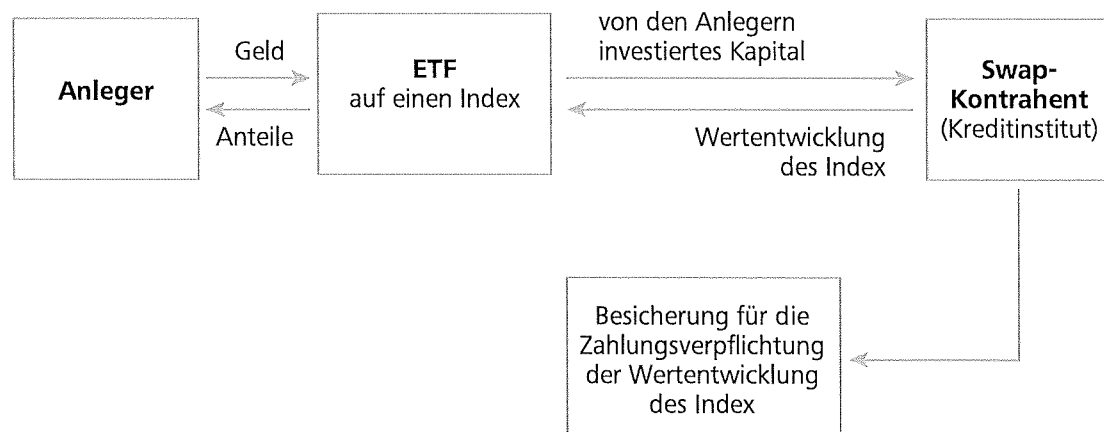 Anleger
Geld
Anteile
ETF
auf einen Index
von den Anlegern
investiertes Kapital
Wertentwicklung
des Index
Swap-
Kontrahent
(Kreditinstitut)
Besicherung für die
Zahlungsverpflichtung
der Wertentwicklung
des Index